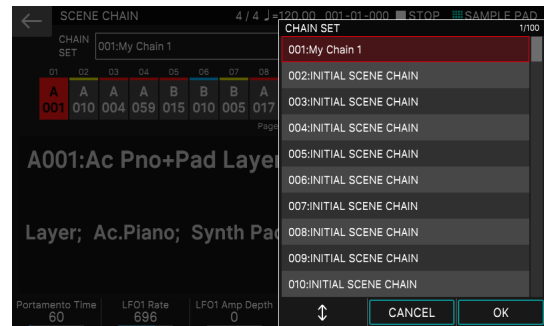 SCENE CHAIN
4 / 4 ♩=120.00 001-01-000 STOP SAMPLE PAD
CHAIN SET
001:My Chain 1
01 02 03 04 05 06 07 08
A A A A B B B A
001 010 004 059 015 010 005 017
Page
A001:Ac Pno+Pad Laye
Layer; Ac.Piano; Synth Pad
Portamento Time LFO1 Rate LFO1 Amp Depth
60 696 0
CHAIN SET 1/100
001:My Chain 1
002:INITIAL SCENE CHAIN
003:INITIAL SCENE CHAIN
004:INITIAL SCENE CHAIN
005:INITIAL SCENE CHAIN
006:INITIAL SCENE CHAIN
007:INITIAL SCENE CHAIN
008:INITIAL SCENE CHAIN
009:INITIAL SCENE CHAIN
010:INITIAL SCENE CHAIN
CANCEL OK